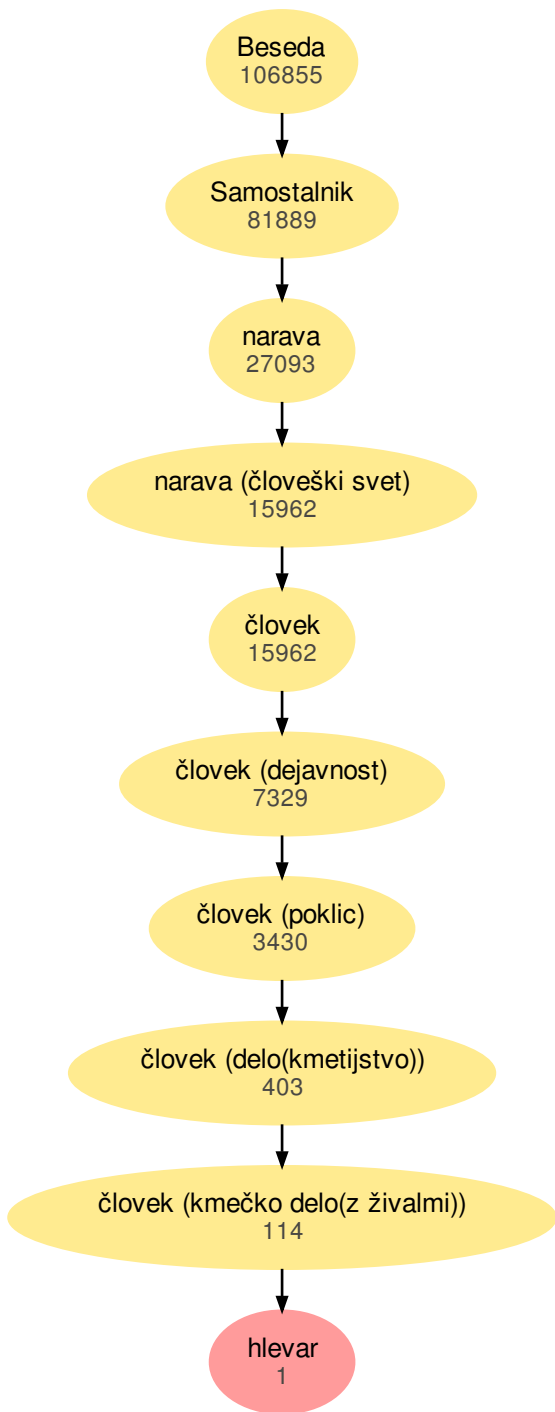 Beseda
106855
Samostalnik
81889
narava
27093
narava (človeški svet)
15962
človek
15962
človek (dejavnost)
7329
človek (poklic)
3430
človek (delo(kmetijstvo))
403
človek (kmečko delo(z živalmi))
114
hlevar
1